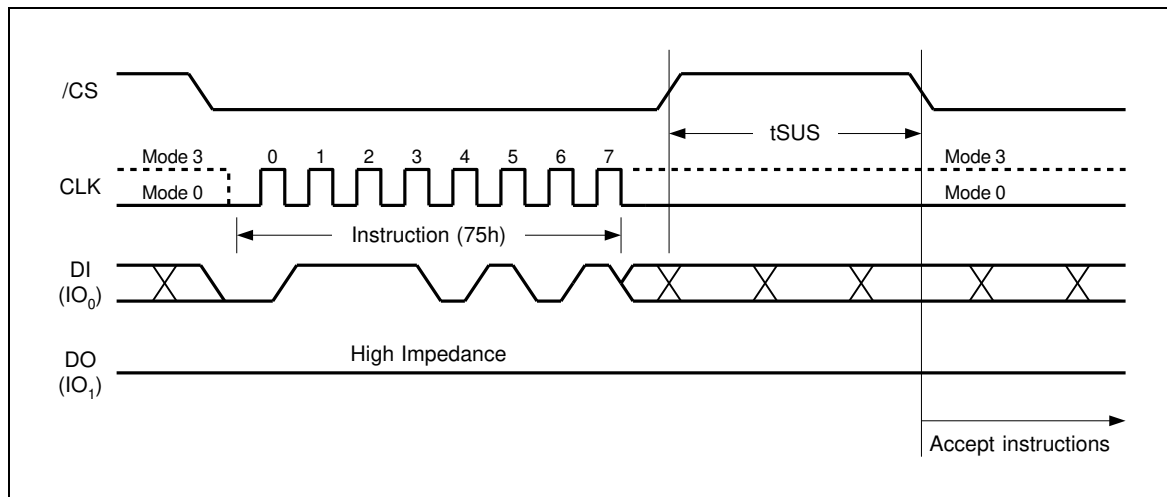 /CS
tSUS
Mode 3
0 1 2 3 4 5 6 7
Mode 3
CLK
Mode 0
Mode 0
Instruction (75h)
DI
(IO₀)
High Impedance
DO
(IO₁)
Accept instructions